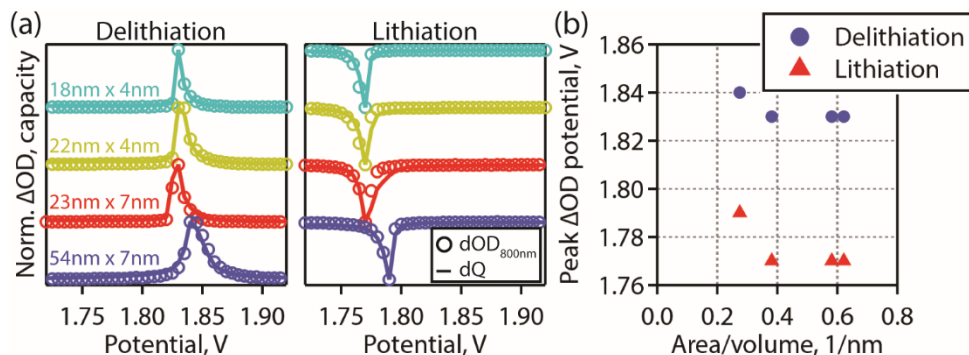 (a)
Delithiation
Lithiation
Norm. ΔOD, capacity
18nm x 4nm
22nm x 4nm
23nm x 7nm
54nm x 7nm
dOD800nm
dQ
1.75 1.80 1.85 1.90
Potential, V
1.75 1.80 1.85 1.90
Potential, V
(b)
Delithiation
Lithiation
Peak ΔOD potential, V
1.86
1.84
1.82
1.80
1.78
1.76
0.0 0.2 0.4 0.6 0.8
Area/volume, 1/nm